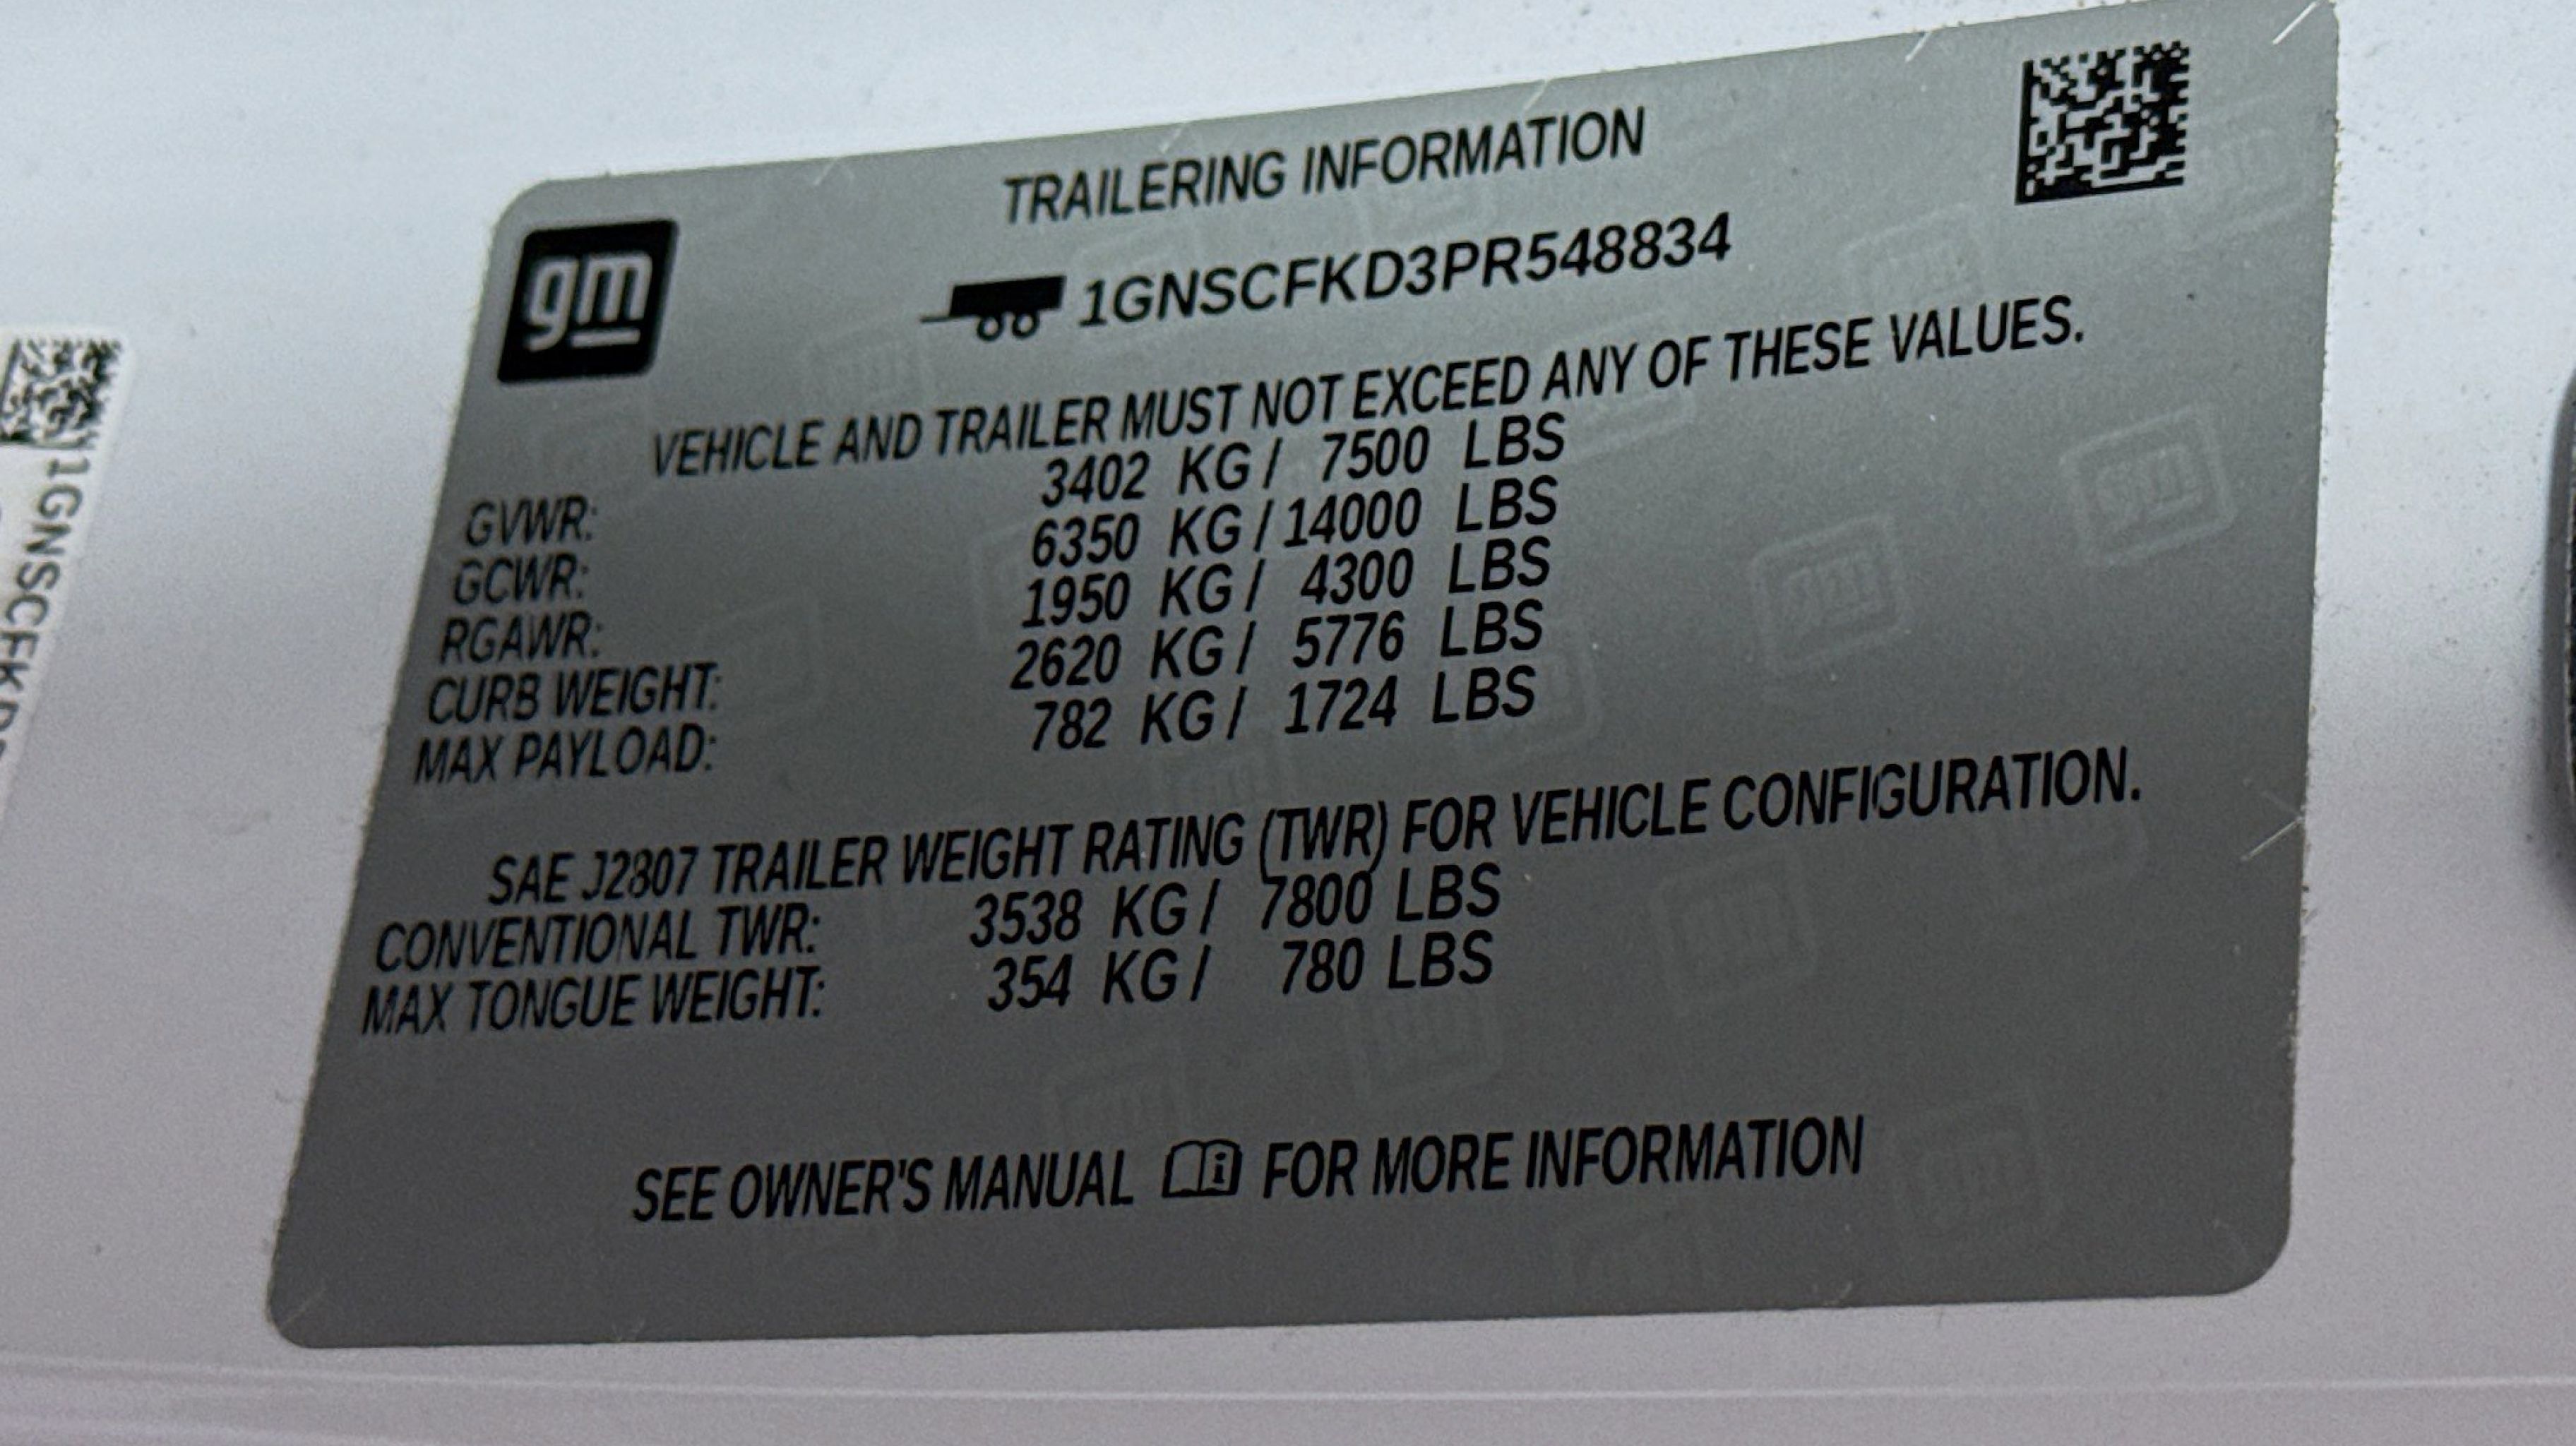 gm
TRAILERING INFORMATION
1GNSCFKD3PR548834
VEHICLE AND TRAILER MUST NOT EXCEED ANY OF THESE VALUES.
GVWR: 3402 KG / 7500 LBS
GCWR: 6350 KG / 14000 LBS
RGAWR: 1950 KG / 4300 LBS
CURB WEIGHT: 2620 KG / 5776 LBS
MAX PAYLOAD: 782 KG / 1724 LBS
SAE J2807 TRAILER WEIGHT RATING (TWR) FOR VEHICLE CONFIGURATION.
CONVENTIONAL TWR: 3538 KG / 7800 LBS
MAX TONGUE WEIGHT: 354 KG / 780 LBS
SEE OWNER'S MANUAL FOR MORE INFORMATION
1GNSCFK